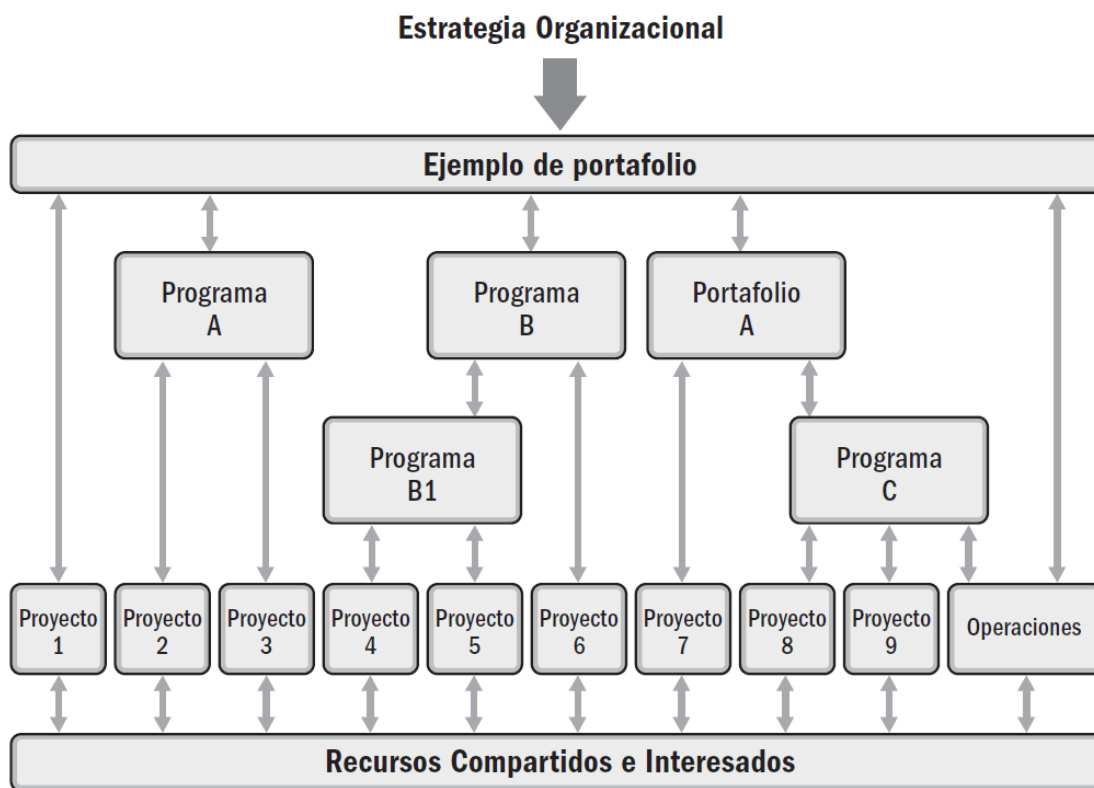 Estrategia Organizacional
Ejemplo de portafolio
Programa
A
Programa
B
Portafolio
A
Programa
B1
Programa
C
Proyecto
1
Proyecto
2
Proyecto
3
Proyecto
4
Proyecto
5
Proyecto
6
Proyecto
7
Proyecto
8
Proyecto
9
Operaciones
Recursos Compartidos e Interesados